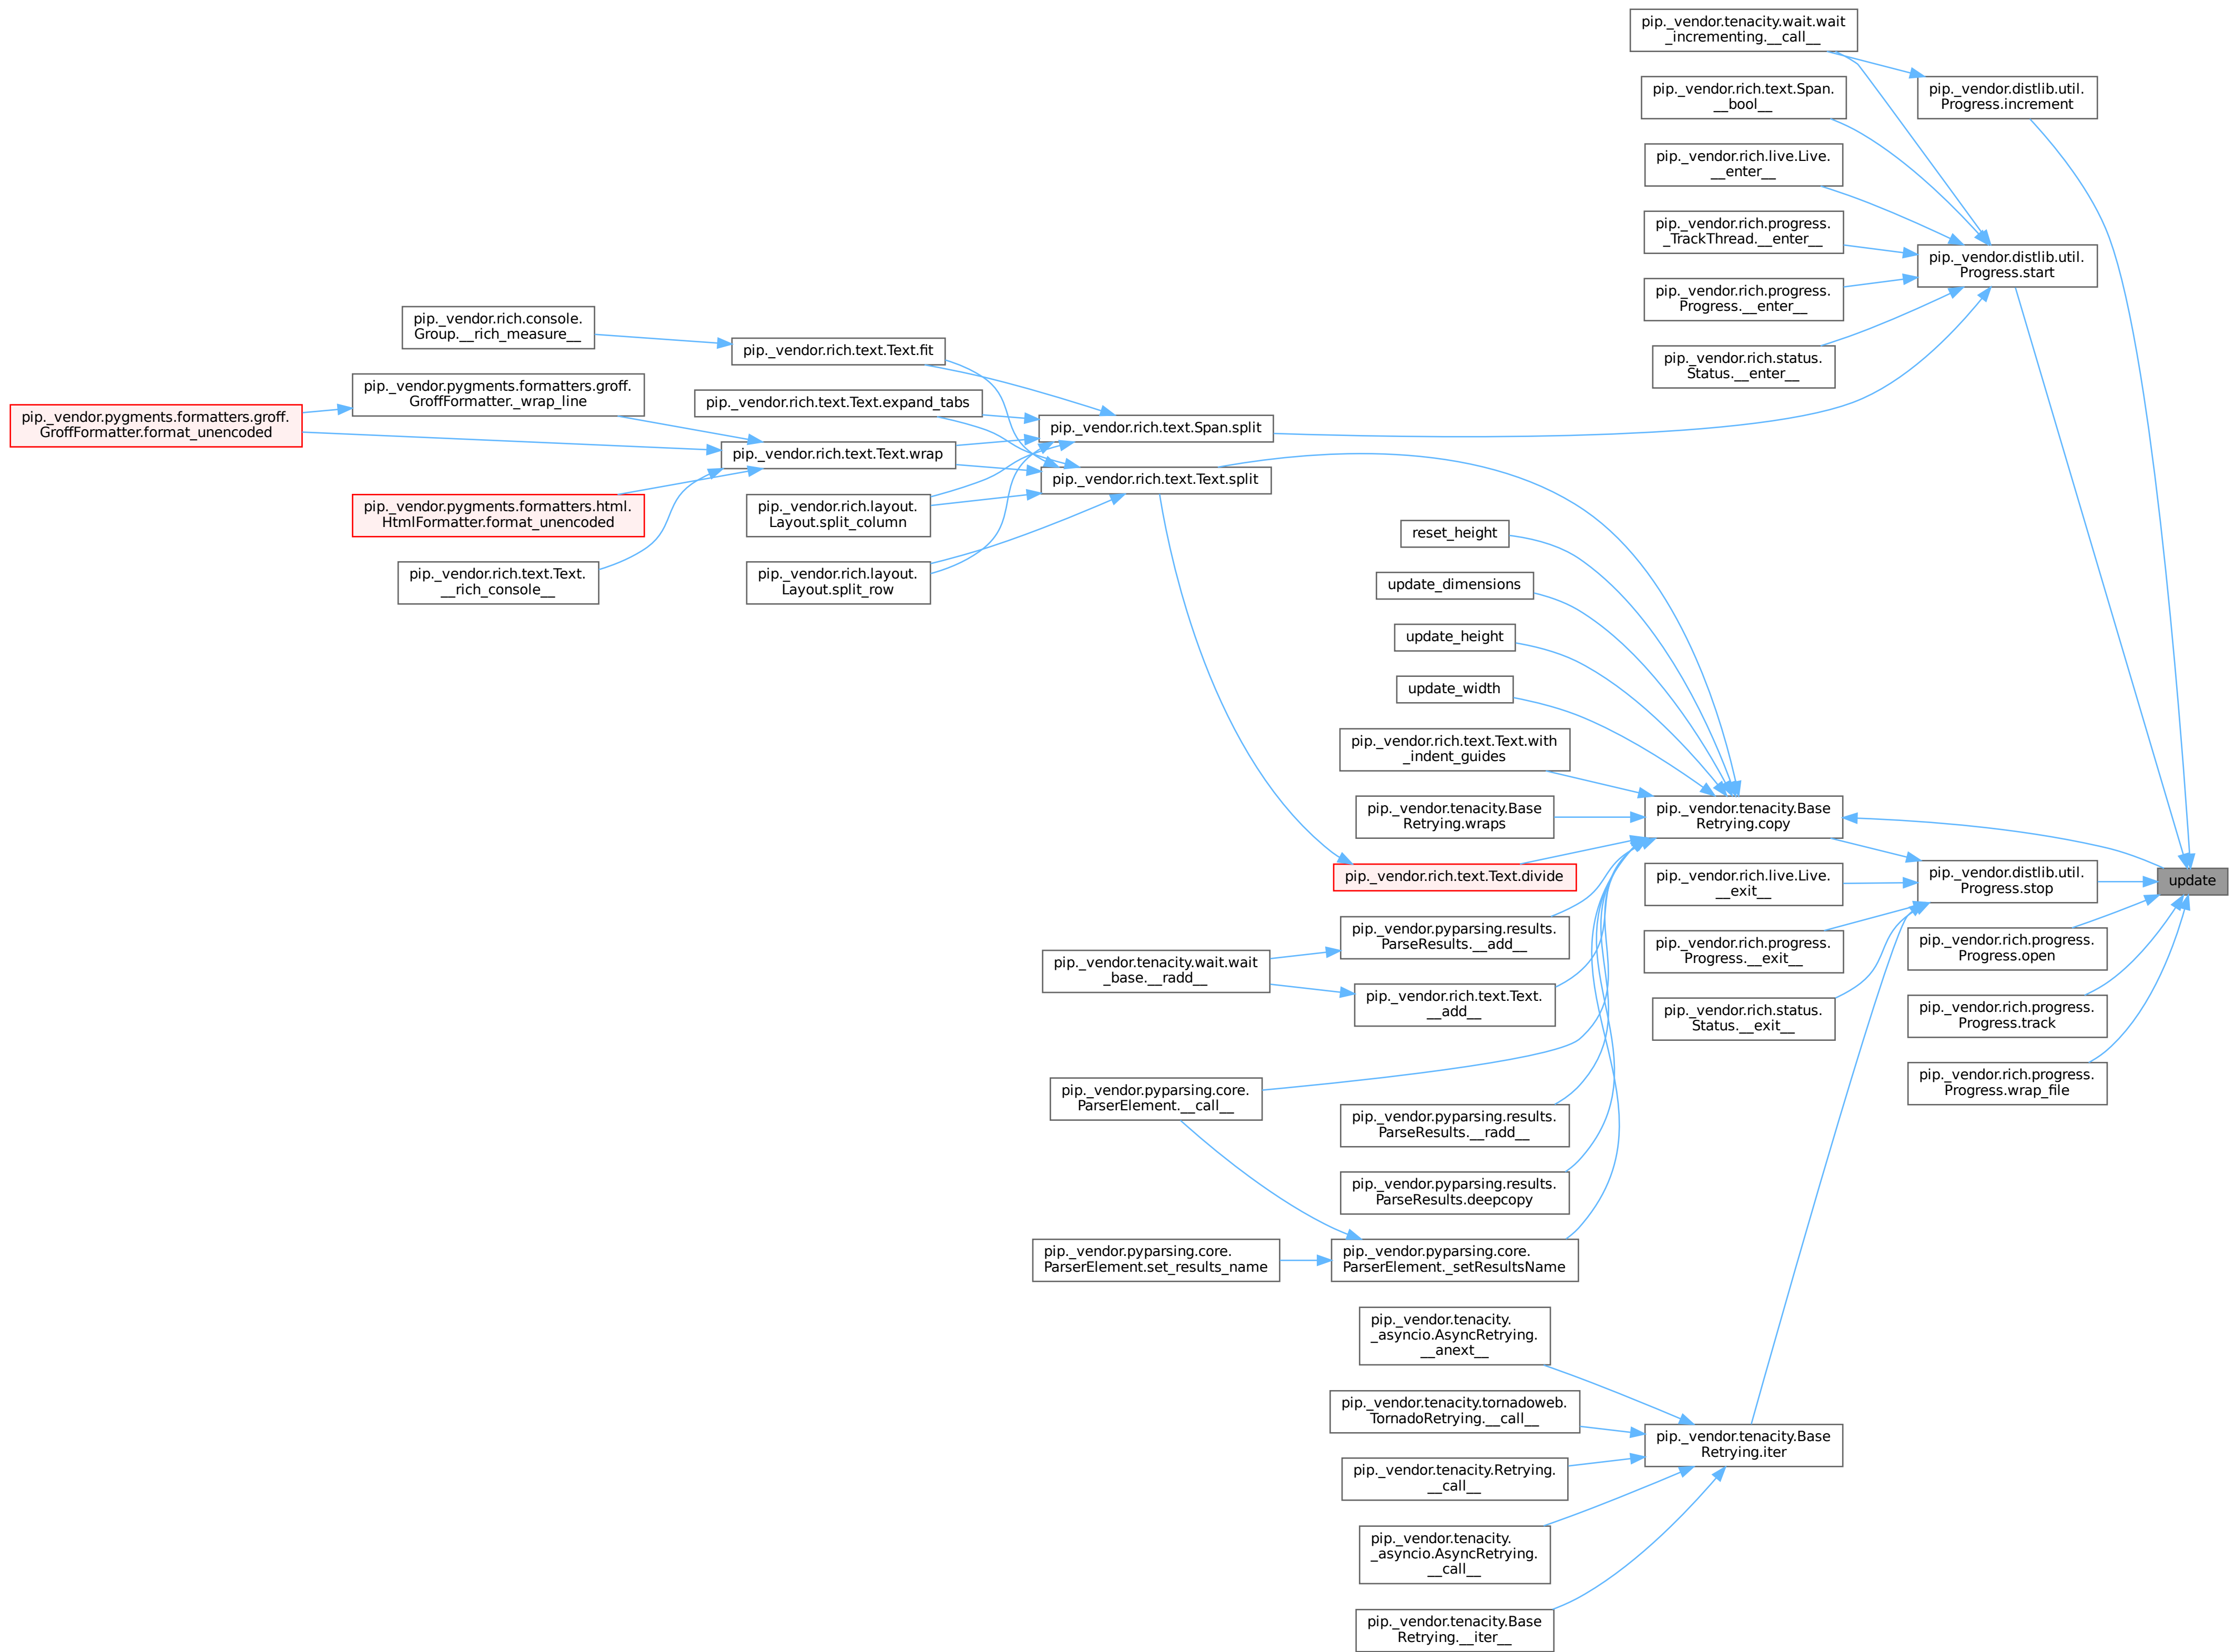 pip._vendor.tenacity.wait.wait
_incrementing.__call__
pip._vendor.rich.text.Span.
__bool__
pip._vendor.distlib.util.
Progress.increment
pip._vendor.rich.live.Live.
__enter__
pip._vendor.rich.progress.
_TrackThread.__enter__
pip._vendor.distlib.util.
Progress.start
pip._vendor.rich.progress.
Progress.__enter__
pip._vendor.rich.status.
Status.__enter__
pip._vendor.rich.console.
Group.__rich_measure__
pip._vendor.rich.text.Text.fit
pip._vendor.pygments.formatters.groff.
GroffFormatter._wrap_line
pip._vendor.rich.text.Text.expand_tabs
pip._vendor.pygments.formatters.groff.
GroffFormatter.format_unencoded
pip._vendor.rich.text.Span.split
pip._vendor.rich.text.Text.wrap
pip._vendor.rich.text.Text.split
pip._vendor.pygments.formatters.html.
HtmlFormatter.format_unencoded
pip._vendor.rich.layout.
Layout.split_column
pip._vendor.rich.text.Text.
__rich_console__
pip._vendor.rich.layout.
Layout.split_row
reset_height
update_dimensions
update_height
update_width
pip._vendor.rich.text.Text.with
_indent_guides
pip._vendor.tenacity.Base
Retrying.wraps
pip._vendor.tenacity.Base
Retrying.copy
pip._vendor.rich.text.Text.divide
pip._vendor.rich.live.Live.
__exit__
pip._vendor.distlib.util.
Progress.stop
update
pip._vendor.pyparsing.results.
ParseResults.__add__
pip._vendor.rich.progress.
Progress.__exit__
pip._vendor.rich.progress.
Progress.open
pip._vendor.tenacity.wait.wait
_base.__radd__
pip._vendor.rich.text.Text.
__add__
pip._vendor.rich.status.
Status.__exit__
pip._vendor.rich.progress.
Progress.track
pip._vendor.rich.progress.
Progress.wrap_file
pip._vendor.pyparsing.core.
ParserElement.__call__
pip._vendor.pyparsing.results.
ParseResults.__radd__
pip._vendor.pyparsing.results.
ParseResults.deepcopy
pip._vendor.pyparsing.core.
ParserElement.set_results_name
pip._vendor.pyparsing.core.
ParserElement._setResultsName
pip._vendor.tenacity.
_asyncio.AsyncRetrying.
__anext__
pip._vendor.tenacity.tornadoweb.
TornadoRetrying.__call__
pip._vendor.tenacity.Base
Retrying.iter
pip._vendor.tenacity.Retrying.
__call__
pip._vendor.tenacity.
_asyncio.AsyncRetrying.
__call__
pip._vendor.tenacity.Base
Retrying.__iter__